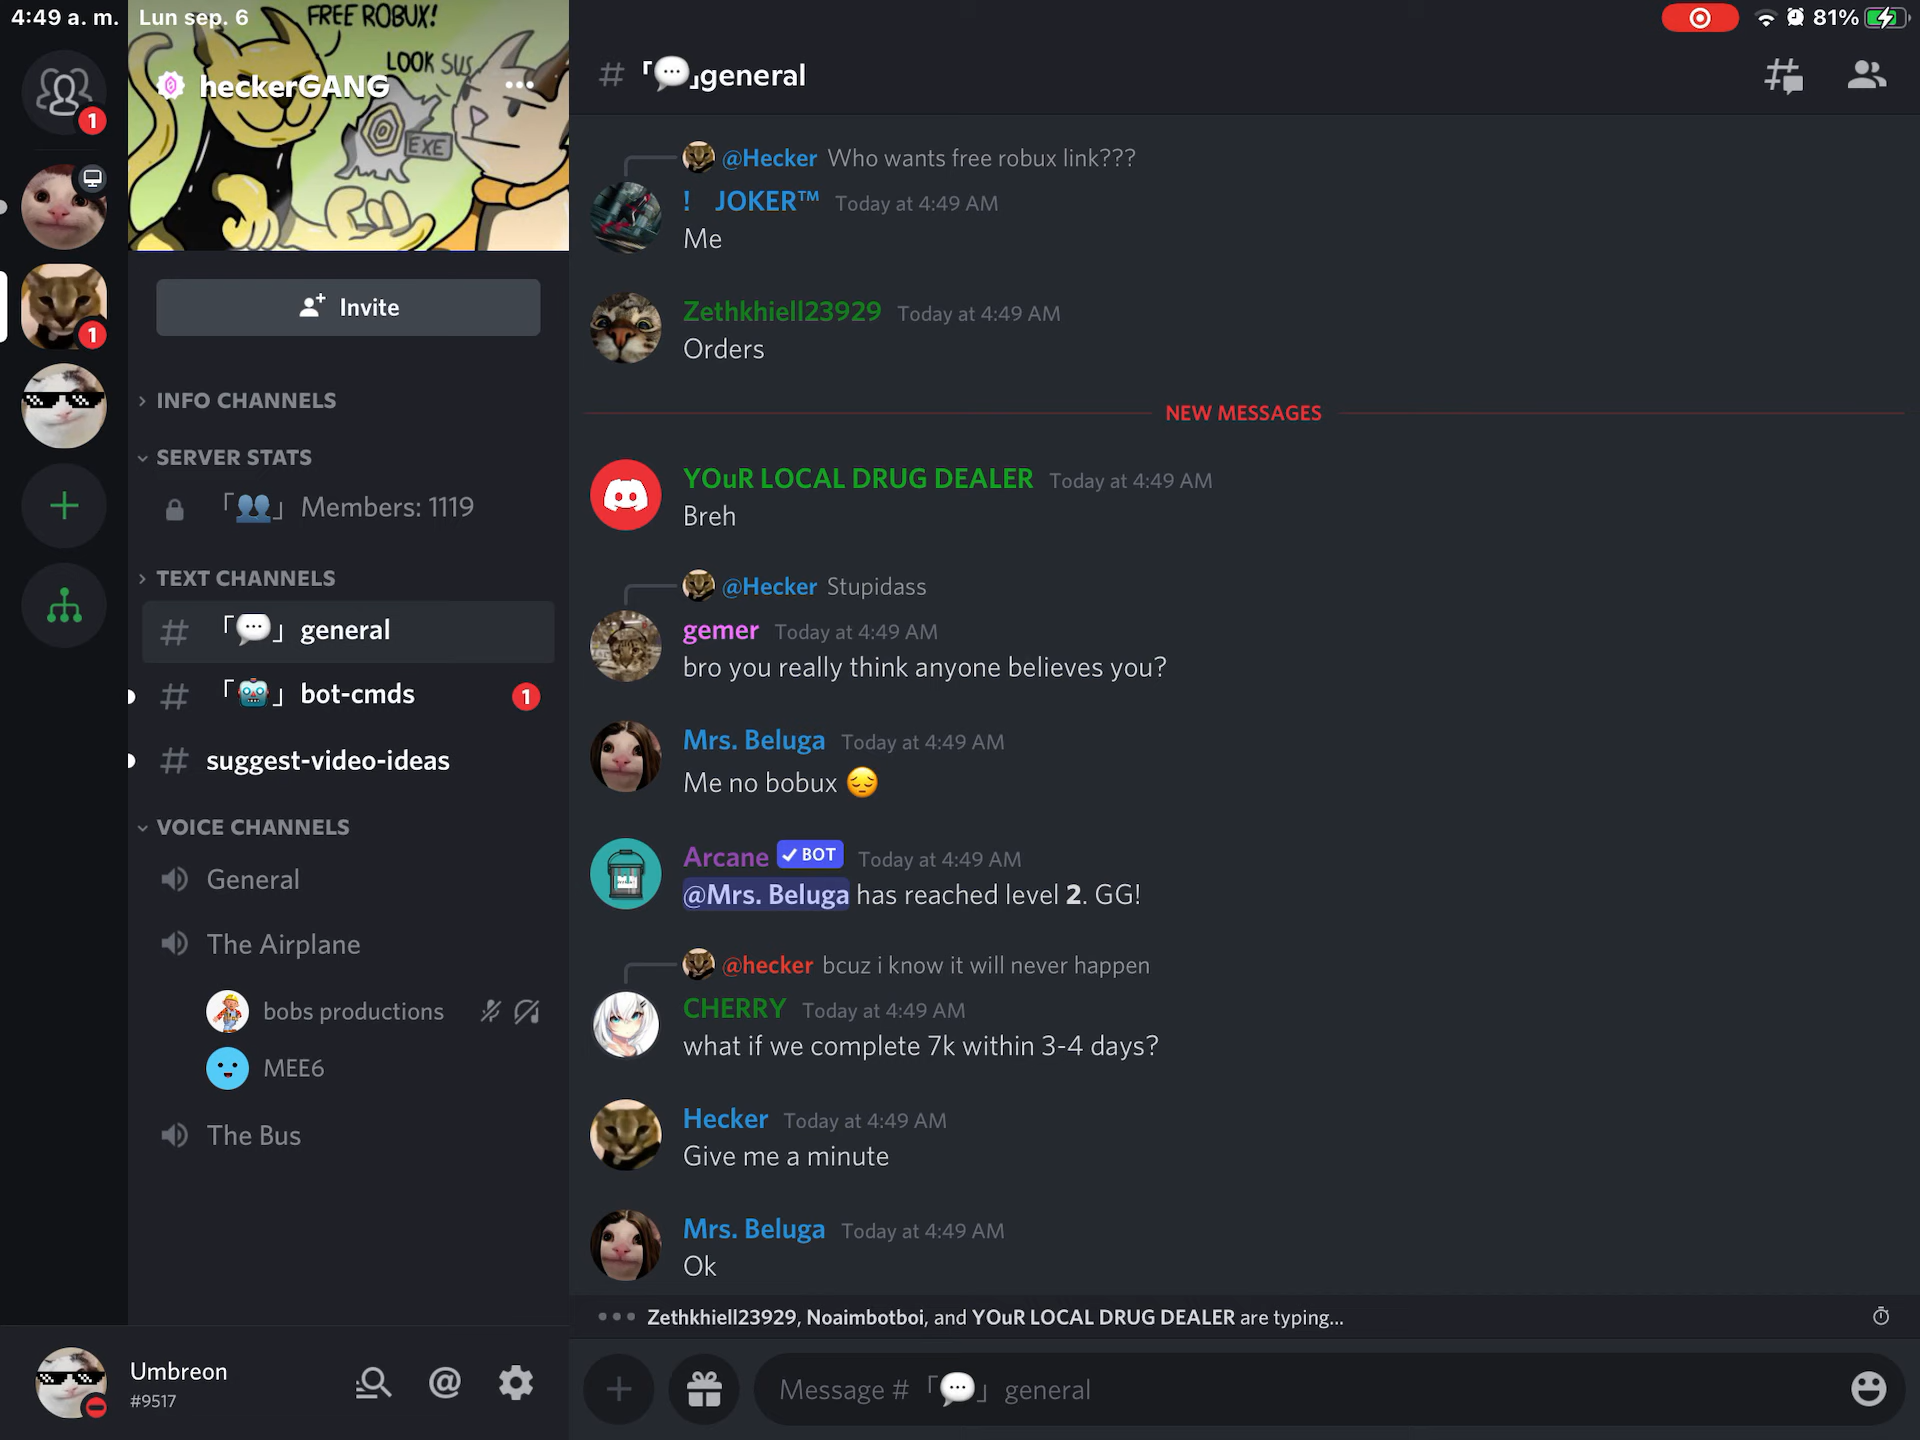 4:49 a. m.
Lun sep. 6
81%
FREE ROBUX!
LOOK SUS
EXE
heckerGANG
1
1
Invite
INFO CHANNELS
SERVER STATS
「👥」 Members: 1119
TEXT CHANNELS
# 「💬」 general
# 「🤖」 bot-cmds 1
# suggest-video-ideas
VOICE CHANNELS
General
The Airplane
bobs productions
MEE6
The Bus
Umbreon
#9517
# 「💬」general
@Hecker Who wants free robux link???
! JOKER™ Today at 4:49 AM
Me
Zethkhiell23929 Today at 4:49 AM
Orders
NEW MESSAGES
YOuR LOCAL DRUG DEALER Today at 4:49 AM
Breh
@Hecker Stupidass
gemer Today at 4:49 AM
bro you really think anyone believes you?
Mrs. Beluga Today at 4:49 AM
Me no bobux 😔
Arcane ✓ BOT Today at 4:49 AM
@Mrs. Beluga has reached level 2. GG!
@hecker bcuz i know it will never happen
CHERRY Today at 4:49 AM
what if we complete 7k within 3-4 days?
Hecker Today at 4:49 AM
Give me a minute
Mrs. Beluga Today at 4:49 AM
Ok
Zethkhiell23929, Noaimbotboi, and YOuR LOCAL DRUG DEALER are typing...
Message # 「💬」 general